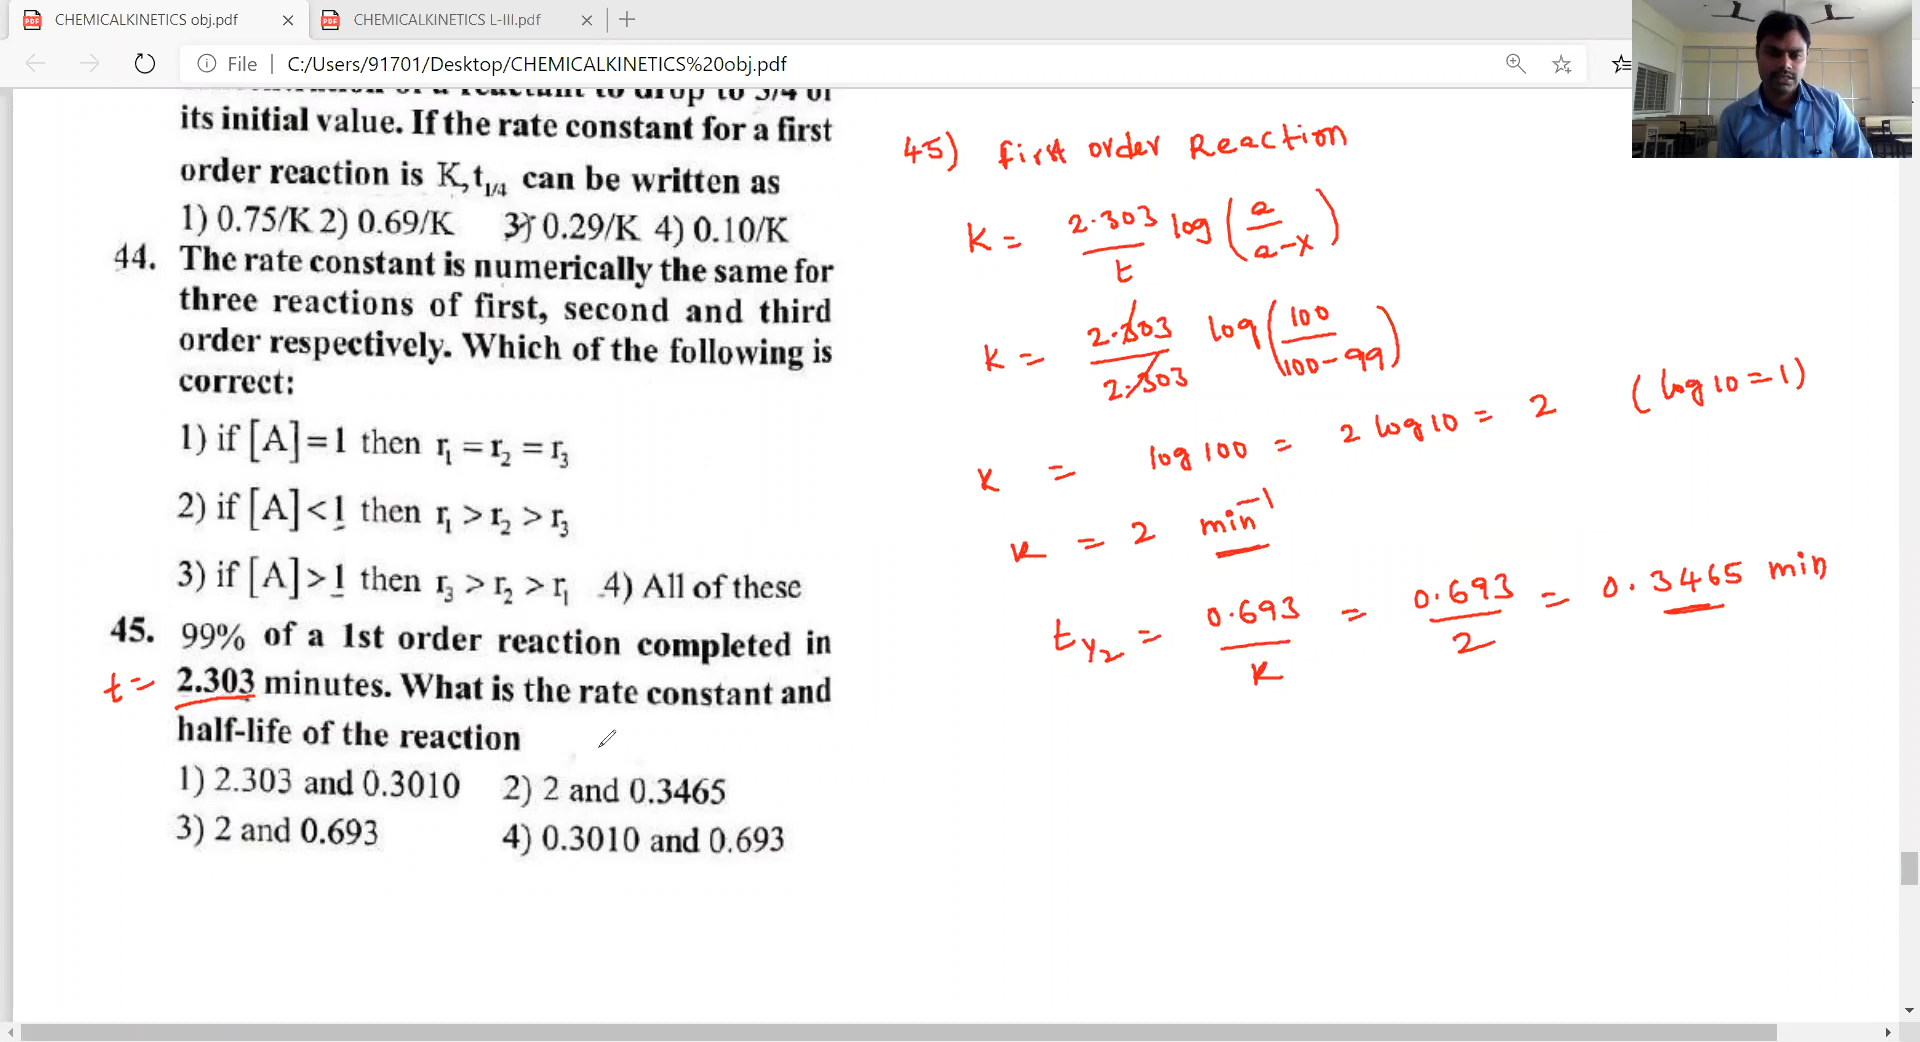 CHEMICALKINETICS obj.pdf
CHEMICALKINETICS L-III.pdf
File | C:/Users/91701/Desktop/CHEMICALKINETICS%20obj.pdf
of a reactant to drop to 3/4 of
its initial value. If the rate constant for a first
order reaction is K, t1/4 can be written as
1) 0.75/K 2) 0.69/K 3) 0.29/K 4) 0.10/K
44. The rate constant is numerically the same for
three reactions of first, second and third
order respectively. Which of the following is
correct:
1) if [A]=1 then r₁ = r₂ = r₃
2) if [A]<1 then r₁ > r₂ > r₃
3) if [A]>1 then r₃ > r₂ > r₁ 4) All of these
45. 99% of a 1st order reaction completed in
t= 2.303 minutes. What is the rate constant and
half-life of the reaction
1) 2.303 and 0.3010 2) 2 and 0.3465
3) 2 and 0.693 4) 0.3010 and 0.693
45) First order Reaction
K = 2.303/t log (a/a-x)
K = 2.303/2.303 log (100/100-99)
K = log 100 = 2 log 10 = 2 (log 10 = 1)
K = 2 min⁻¹
t1/2 = 0.693/K = 0.693/2 = 0.3465 min